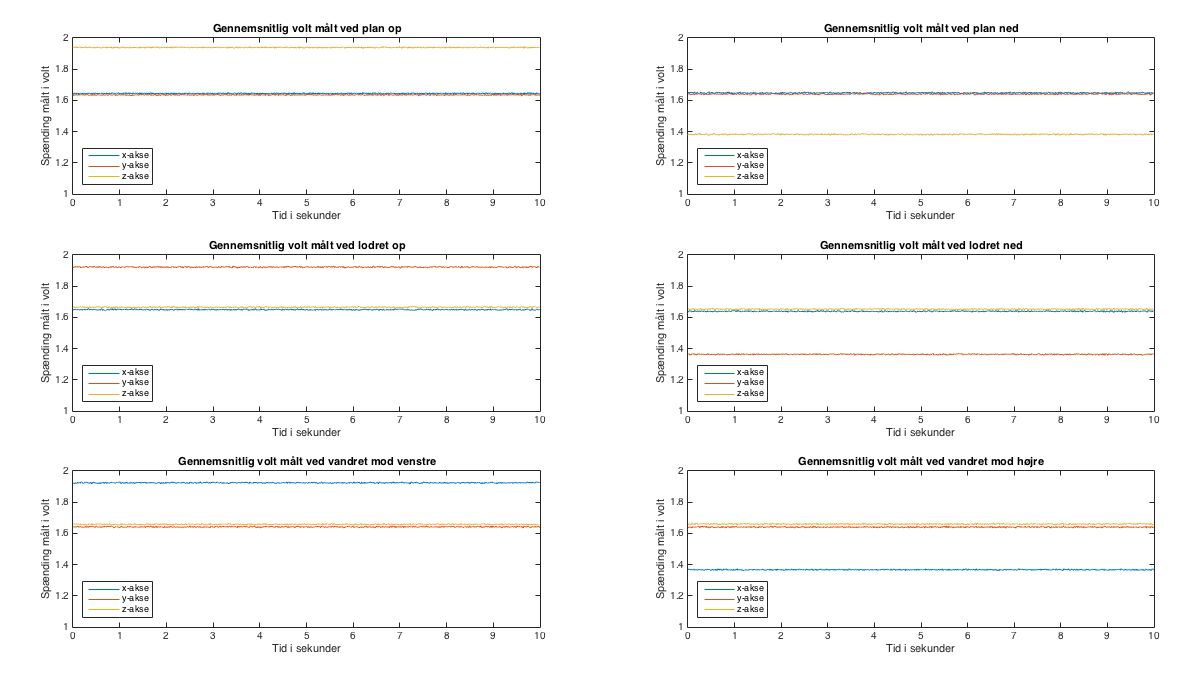 Gennemsnitlig volt målt ved plan op
Spænding målt i volt
2
1.8
1.6
1.4
1.2
1
x-akse
y-akse
z-akse
0 1 2 3 4 5 6 7 8 9 10
Tid i sekunder
Gennemsnitlig volt målt ved plan ned
Spænding målt i volt
2
1.8
1.6
1.4
1.2
1
x-akse
y-akse
z-akse
0 1 2 3 4 5 6 7 8 9 10
Tid i sekunder
Gennemsnitlig volt målt ved lodret op
Spænding målt i volt
2
1.8
1.6
1.4
1.2
1
x-akse
y-akse
z-akse
0 1 2 3 4 5 6 7 8 9 10
Tid i sekunder
Gennemsnitlig volt målt ved lodret ned
Spænding målt i volt
2
1.8
1.6
1.4
1.2
1
x-akse
y-akse
z-akse
0 1 2 3 4 5 6 7 8 9 10
Tid i sekunder
Gennemsnitlig volt målt ved vandret mod venstre
Spænding målt i volt
2
1.8
1.6
1.4
1.2
1
x-akse
y-akse
z-akse
0 1 2 3 4 5 6 7 8 9 10
Tid i sekunder
Gennemsnitlig volt målt ved vandret mod højre
Spænding målt i volt
2
1.8
1.6
1.4
1.2
1
x-akse
y-akse
z-akse
0 1 2 3 4 5 6 7 8 9 10
Tid i sekunder